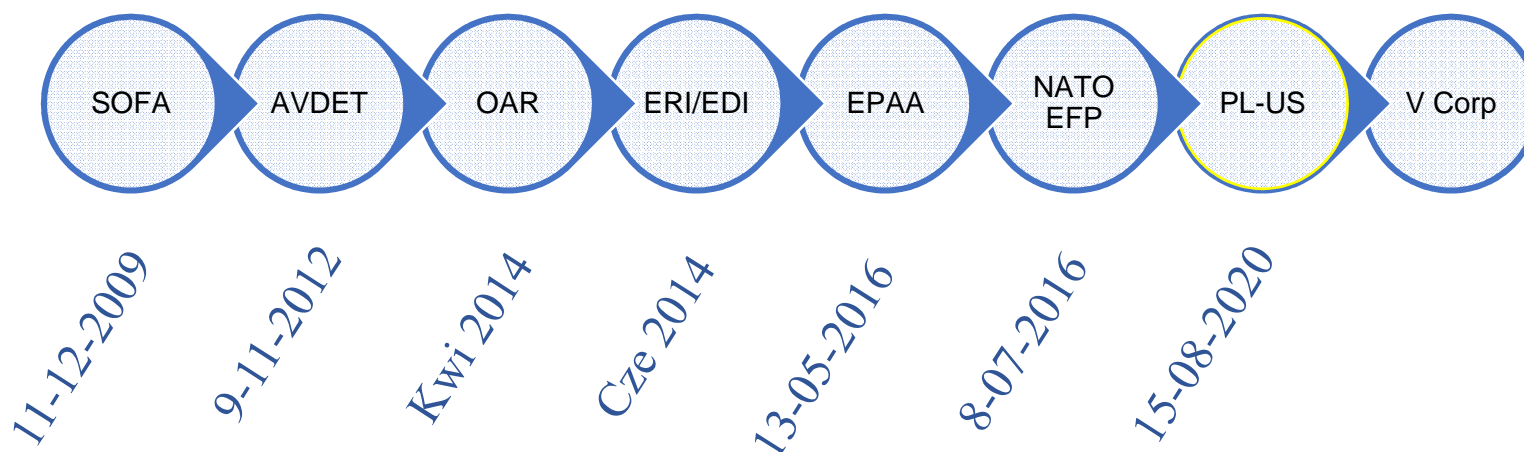 SOFA
AVDET
OAR
ERI/EDI
EPAA
NATO
EFP
PL-US
V Corp
11-12-2009
9-11-2012
Kwi 2014
Cze 2014
13-05-2016
8-07-2016
15-08-2020